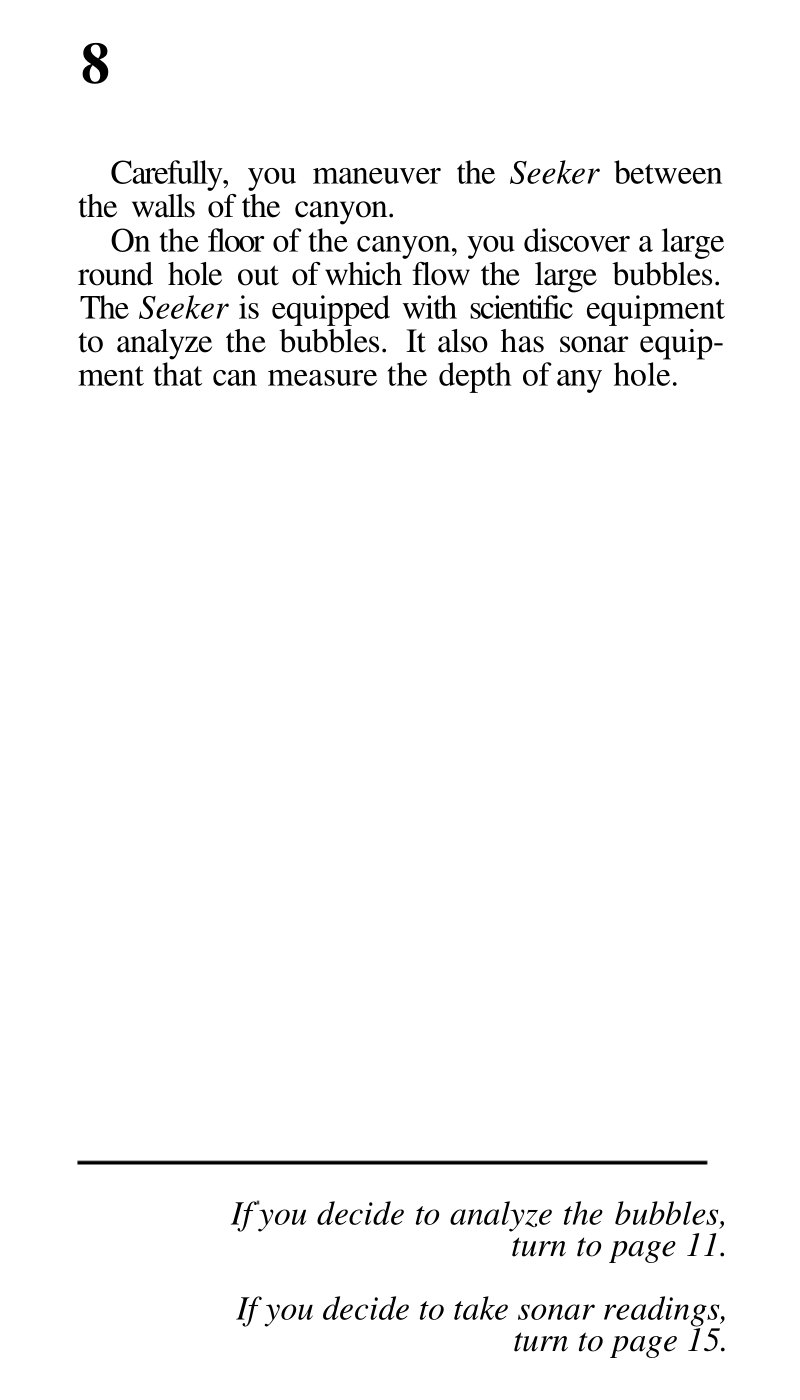 8
Carefully, you maneuver the Seeker between
the walls of the canyon.
On the floor of the canyon, you discover a large
round hole out of which flow the large bubbles.
The Seeker is equipped with scientific equipment
to analyze the bubbles. It also has sonar equip-
ment that can measure the depth of any hole.
If you decide to analyze the bubbles,
turn to page 11.
If you decide to take sonar readings,
turn to page 15.